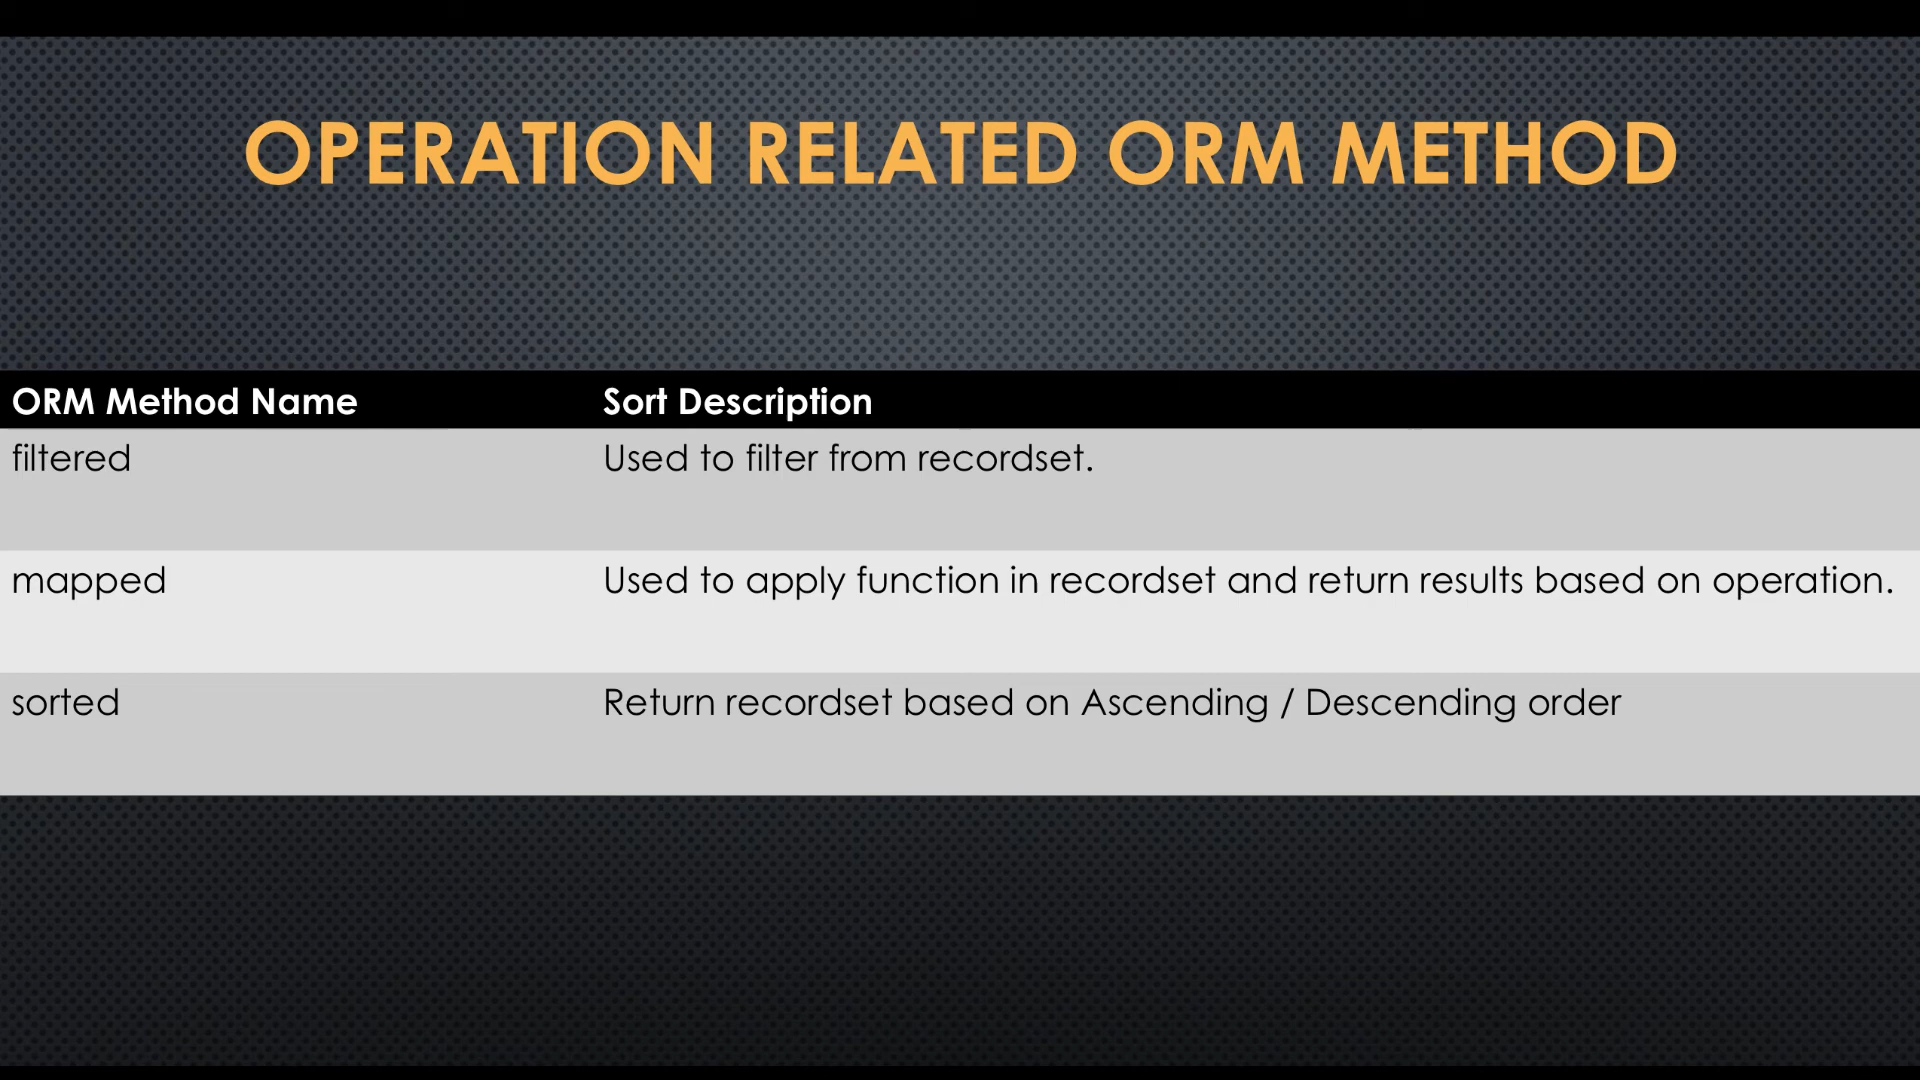 OPERATION RELATED ORM METHOD
ORM Method Name Sort Description
filtered Used to filter from recordset.
mapped Used to apply function in recordset and return results based on operation.
sorted Return recordset based on Ascending / Descending order